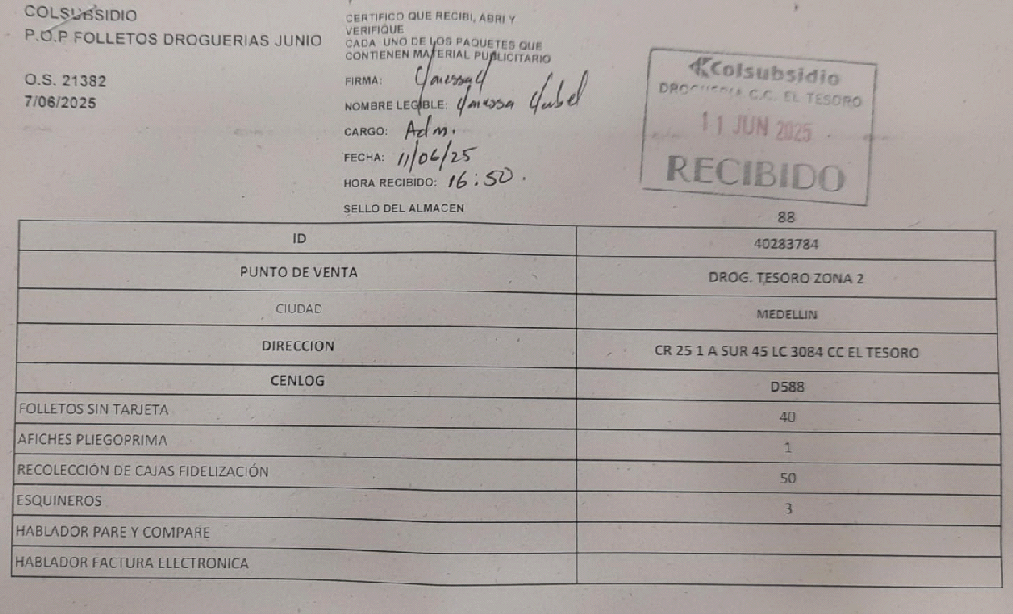 COLSUBSIDIO
P.O.P FOLLETOS DROGUERIAS JUNIO
O.S. 21382
7/06/2025
CERTIFICO QUE RECIBI, ABRI Y
VERIFIQUE
CADA UNO DE LOS PAQUETES QUE
CONTIENEN MATERIAL PUBLICITARIO
FIRMA:
NOMBRE LEGIBLE:
CARGO: Adm.
FECHA: 11/06/25
HORA RECIBIDO: 16:50.
SELLO DEL ALMACEN
Colsubsidio
DROGUERIA C.C. EL TESORO
11 JUN 2025
RECIBIDO
88
ID 40283784
PUNTO DE VENTA DROG. TESORO ZONA 2
CIUDAD MEDELLIN
DIRECCION CR 25 1 A SUR 45 LC 3084 CC EL TESORO
CENLOG D588
FOLLETOS SIN TARJETA 40
AFICHES PLIEGOPRIMA 1
RECOLECCIÓN DE CAJAS FIDELIZACIÓN 50
ESQUINEROS 3
HABLADOR PARE Y COMPARE
HABLADOR FACTURA ELECTRONICA